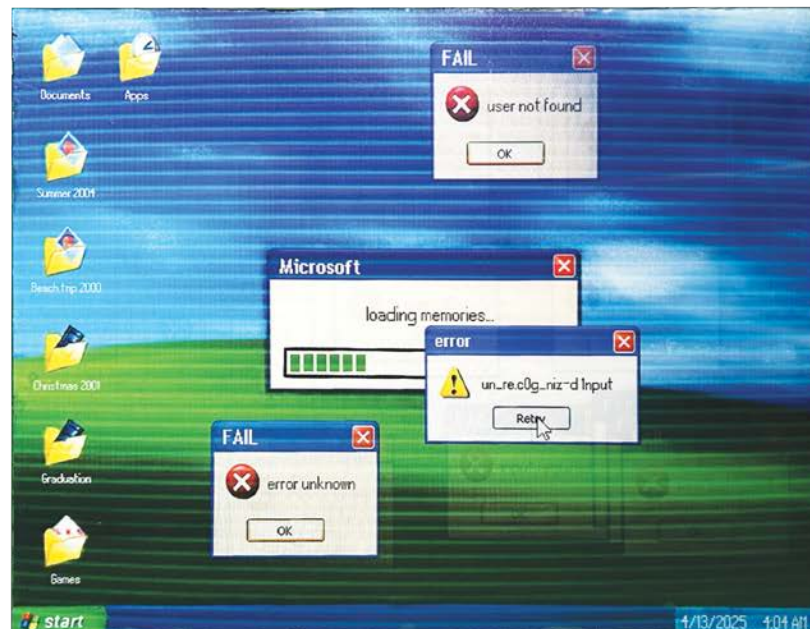 Documents
Apps
Summer 2004
Beach trip 2000
Christmas 2001
Graduation
Games
FAIL
user not found
OK
Microsoft
loading memories...
error
un_re.c0g_niz-d 1nput
Retry
FAIL
error unknown
OK
start
4/13/2025 4:04 AM